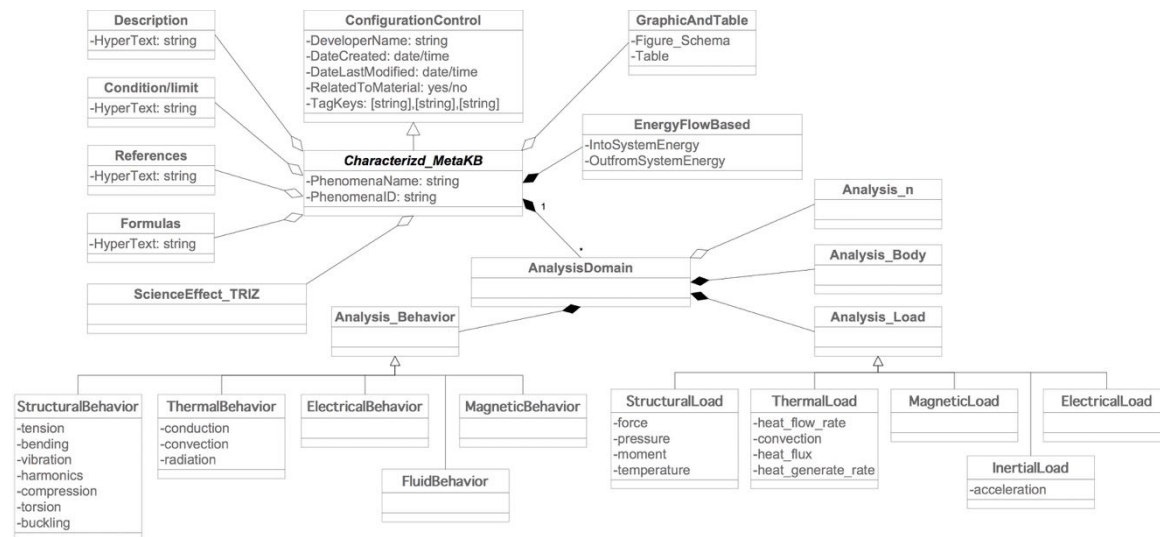 Description
-HyperText: string
ConfigurationControl
-DeveloperName: string
-DateCreated: date/time
-DateLastModified: date/time
-RelatedToMaterial: yes/no
-TagKeys: [string],[string],[string]
GraphicAndTable
-Figure_Schema
-Table
Condition/limit
-HyperText: string
EnergyFlowBased
-IntoSystemEnergy
-OutfromSystemEnergy
References
-HyperText: string
Characterizd_MetaKB
-PhenomenaName: string
-PhenomenaID: string
1
*
Formulas
-HyperText: string
Analysis_n
ScienceEffect_TRIZ
AnalysisDomain
Analysis_Body
Analysis_Behavior
Analysis_Load
StructuralBehavior
-tension
-bending
-vibration
-harmonics
-compression
-torsion
-buckling
ThermalBehavior
-conduction
-convection
-radiation
ElectricalBehavior
MagneticBehavior
FluidBehavior
StructuralLoad
-force
-pressure
-moment
-temperature
ThermalLoad
-heat_flow_rate
-convection
-heat_flux
-heat_generate_rate
MagneticLoad
ElectricalLoad
InertialLoad
-acceleration